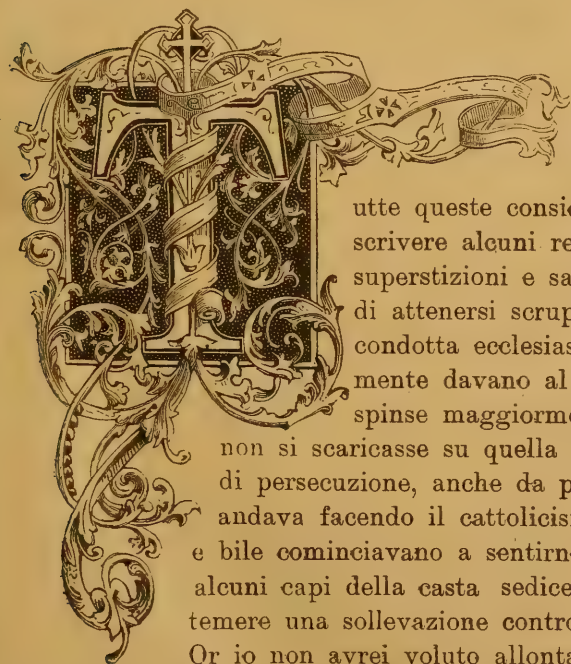 Tutte queste consid
scrivere alcuni re
superstizioni e sa
di attenersi scrup
condotta ecclesias
mente davano al
spinse maggiorme
non si scaricasse su quella
di persecuzione, anche da p
andava facendo il cattolicis
e bile cominciavano a sentirn
alcuni capi della casta sedice
temere una sollevazione contro
Or io non avrei voluto allonta